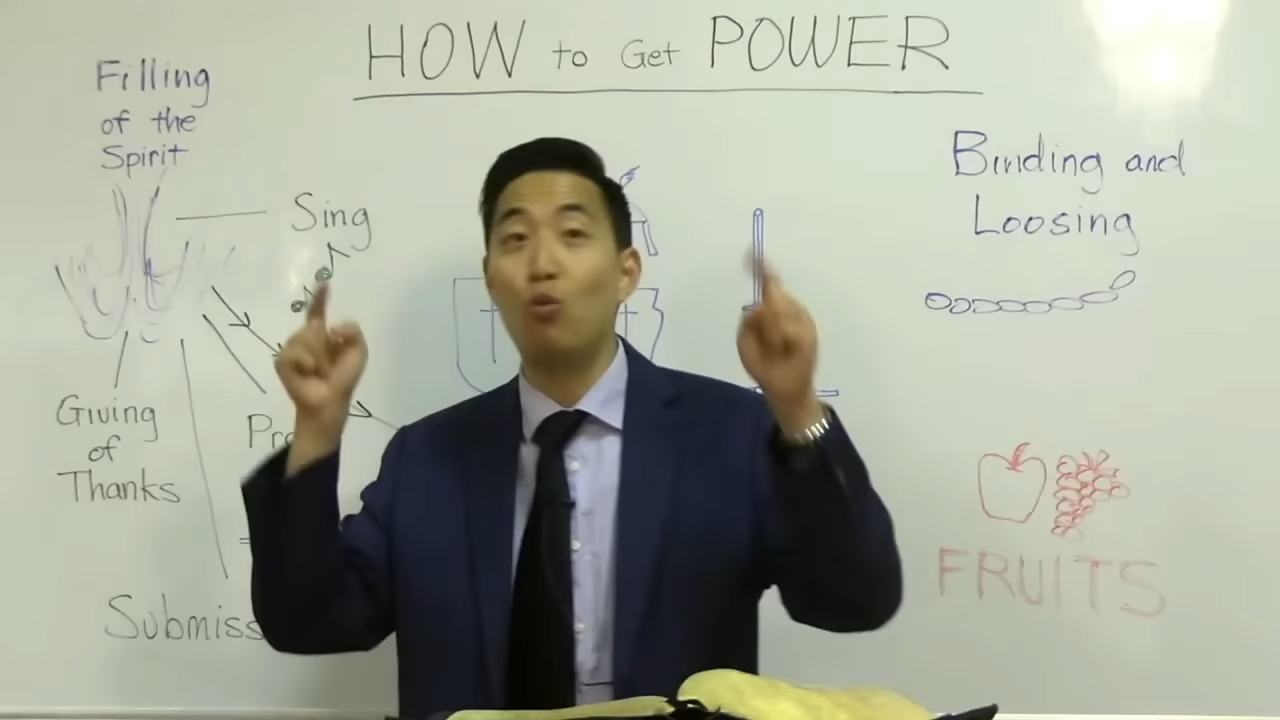 HOW to Get POWER
Filling
of the
Spirit
Sing
Binding and
Loosing
Giving
of
Thanks
FRUITS